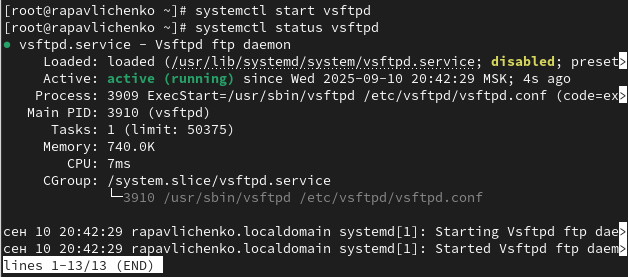 [root@rapavlichenko ~]# systemctl start vsftpd
[root@rapavlichenko ~]# systemctl status vsftpd
● vsftpd.service - Vsftpd ftp daemon
     Loaded: loaded (/usr/lib/systemd/system/vsftpd.service; disabled; preset>
     Active: active (running) since Wed 2025-09-10 20:42:29 MSK; 4s ago
    Process: 3909 ExecStart=/usr/sbin/vsftpd /etc/vsftpd/vsftpd.conf (code=ex>
   Main PID: 3910 (vsftpd)
      Tasks: 1 (limit: 50375)
     Memory: 740.0K
        CPU: 7ms
     CGroup: /system.slice/vsftpd.service
             └─3910 /usr/sbin/vsftpd /etc/vsftpd/vsftpd.conf
сен 10 20:42:29 rapavlichenko.localdomain systemd[1]: Starting Vsftpd ftp dae>
сен 10 20:42:29 rapavlichenko.localdomain systemd[1]: Started Vsftpd ftp daem>
lines 1-13/13 (END)